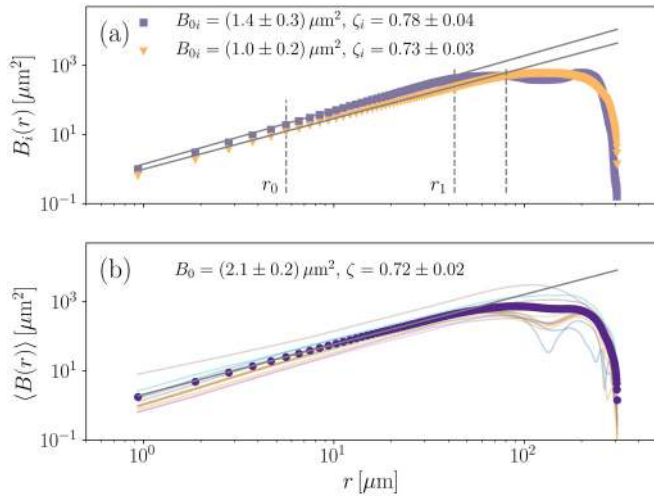 (a)
B₀ᵢ = (1.4 ± 0.3) μm², ζᵢ = 0.78 ± 0.04
B₀ᵢ = (1.0 ± 0.2) μm², ζᵢ = 0.73 ± 0.03
Bᵢ(r) [μm²]
10³
10¹
10⁻¹
r₀
r₁
(b)
B₀ = (2.1 ± 0.2) μm², ζ = 0.72 ± 0.02
⟨B(r)⟩ [μm²]
10³
10¹
10⁻¹
10⁰
10¹
10²
r [μm]